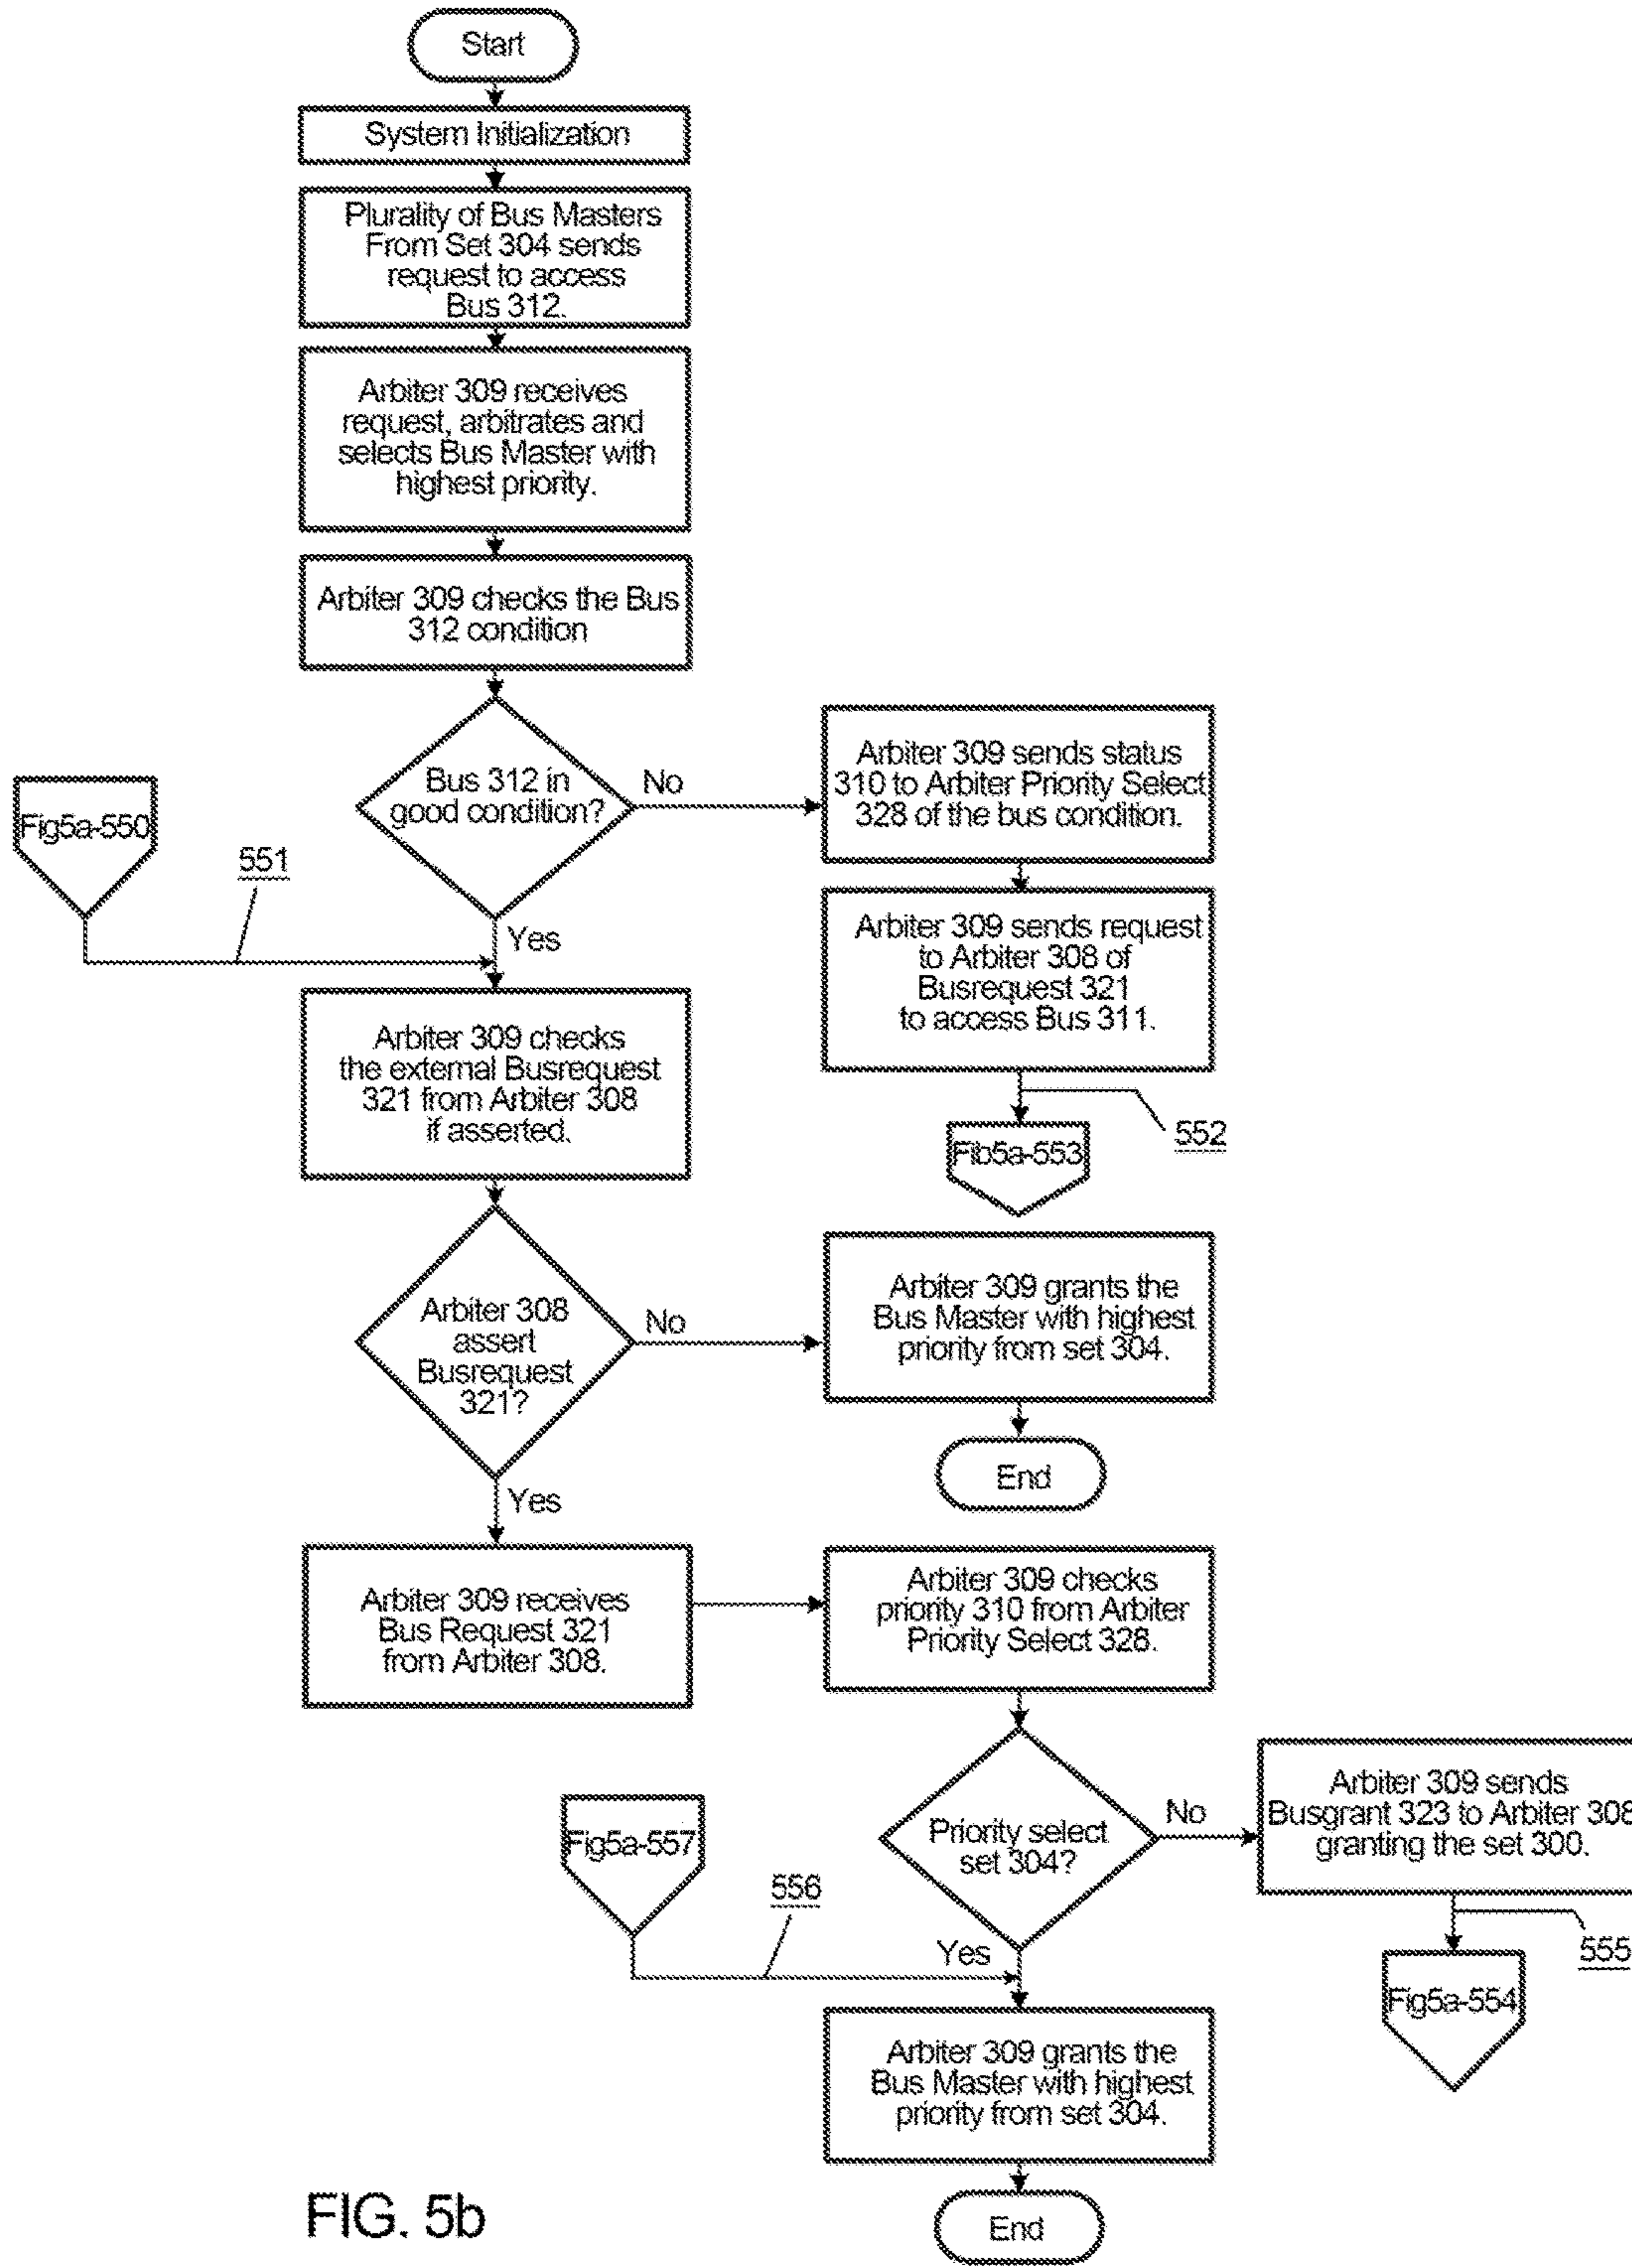 Start
System Initialization
Plurality of Bus Masters
From Set 304 sends
request to access
Bus 312.
Arbiter 309 receives
request, arbitrates and
selects Bus Master with
highest priority.
Arbiter 309 checks the Bus
312 condition
Bus 312 in
good condition?
No
Arbiter 309 sends status
310 to Arbiter Priority Select
328 of the bus condition.
Fig5a-550
551
Yes
Arbiter 309 sends request
to Arbiter 308 of
Busrequest 321
to access Bus 311.
552
Fib5a-553
Arbiter 309 checks
the external Busrequest
321 from Arbiter 308
if asserted.
Arbiter 308
assert
Busrequest
321?
No
Arbiter 309 grants the
Bus Master with highest
priority from set 304.
End
Yes
Arbiter 309 receives
Bus Request 321
from Arbiter 308.
Arbiter 309 checks
priority 310 from Arbiter
Priority Select 328.
Priority select
set 304?
No
Arbiter 309 sends
Busgrant 323 to Arbiter 308
granting the set 300.
555
Fig5a-554
Fig5a-557
556
Yes
Arbiter 309 grants the
Bus Master with highest
priority from set 304.
End
FIG. 5b